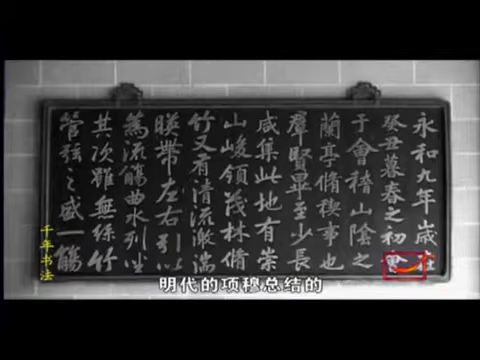 永和九年歲在
癸丑暮春之初會
于會稽山陰之
蘭亭脩稧事也
羣賢畢至少長
咸集此地有崇
山峻領茂林脩
竹又有清流激湍
暎帶左右引以
為流觴曲水列坐
其次雖無絲竹
管弦之盛一觴
千年书法
明代的项穆总结的